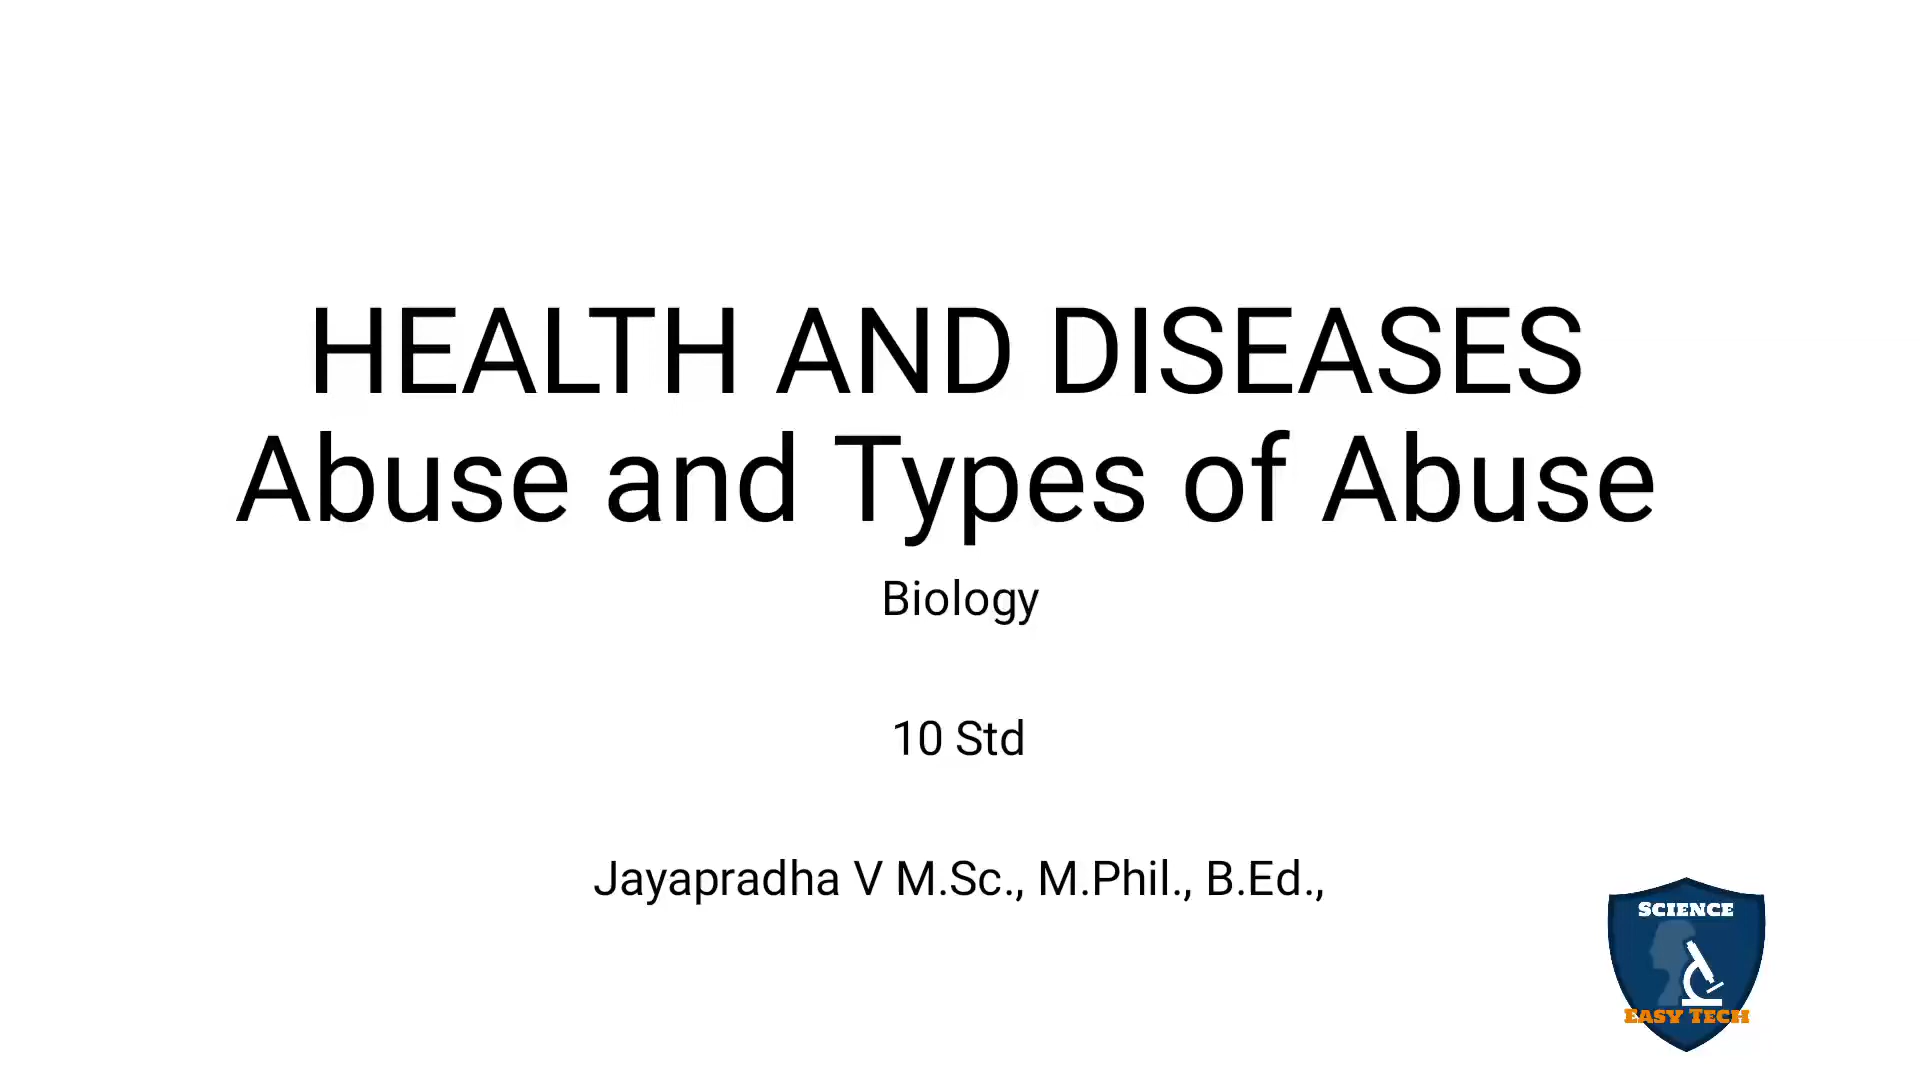 HEALTH AND DISEASES
Abuse and Types of Abuse
Biology
10 Std
Jayapradha V M.Sc., M.Phil., B.Ed.,
SCIENCE
EASY TECH